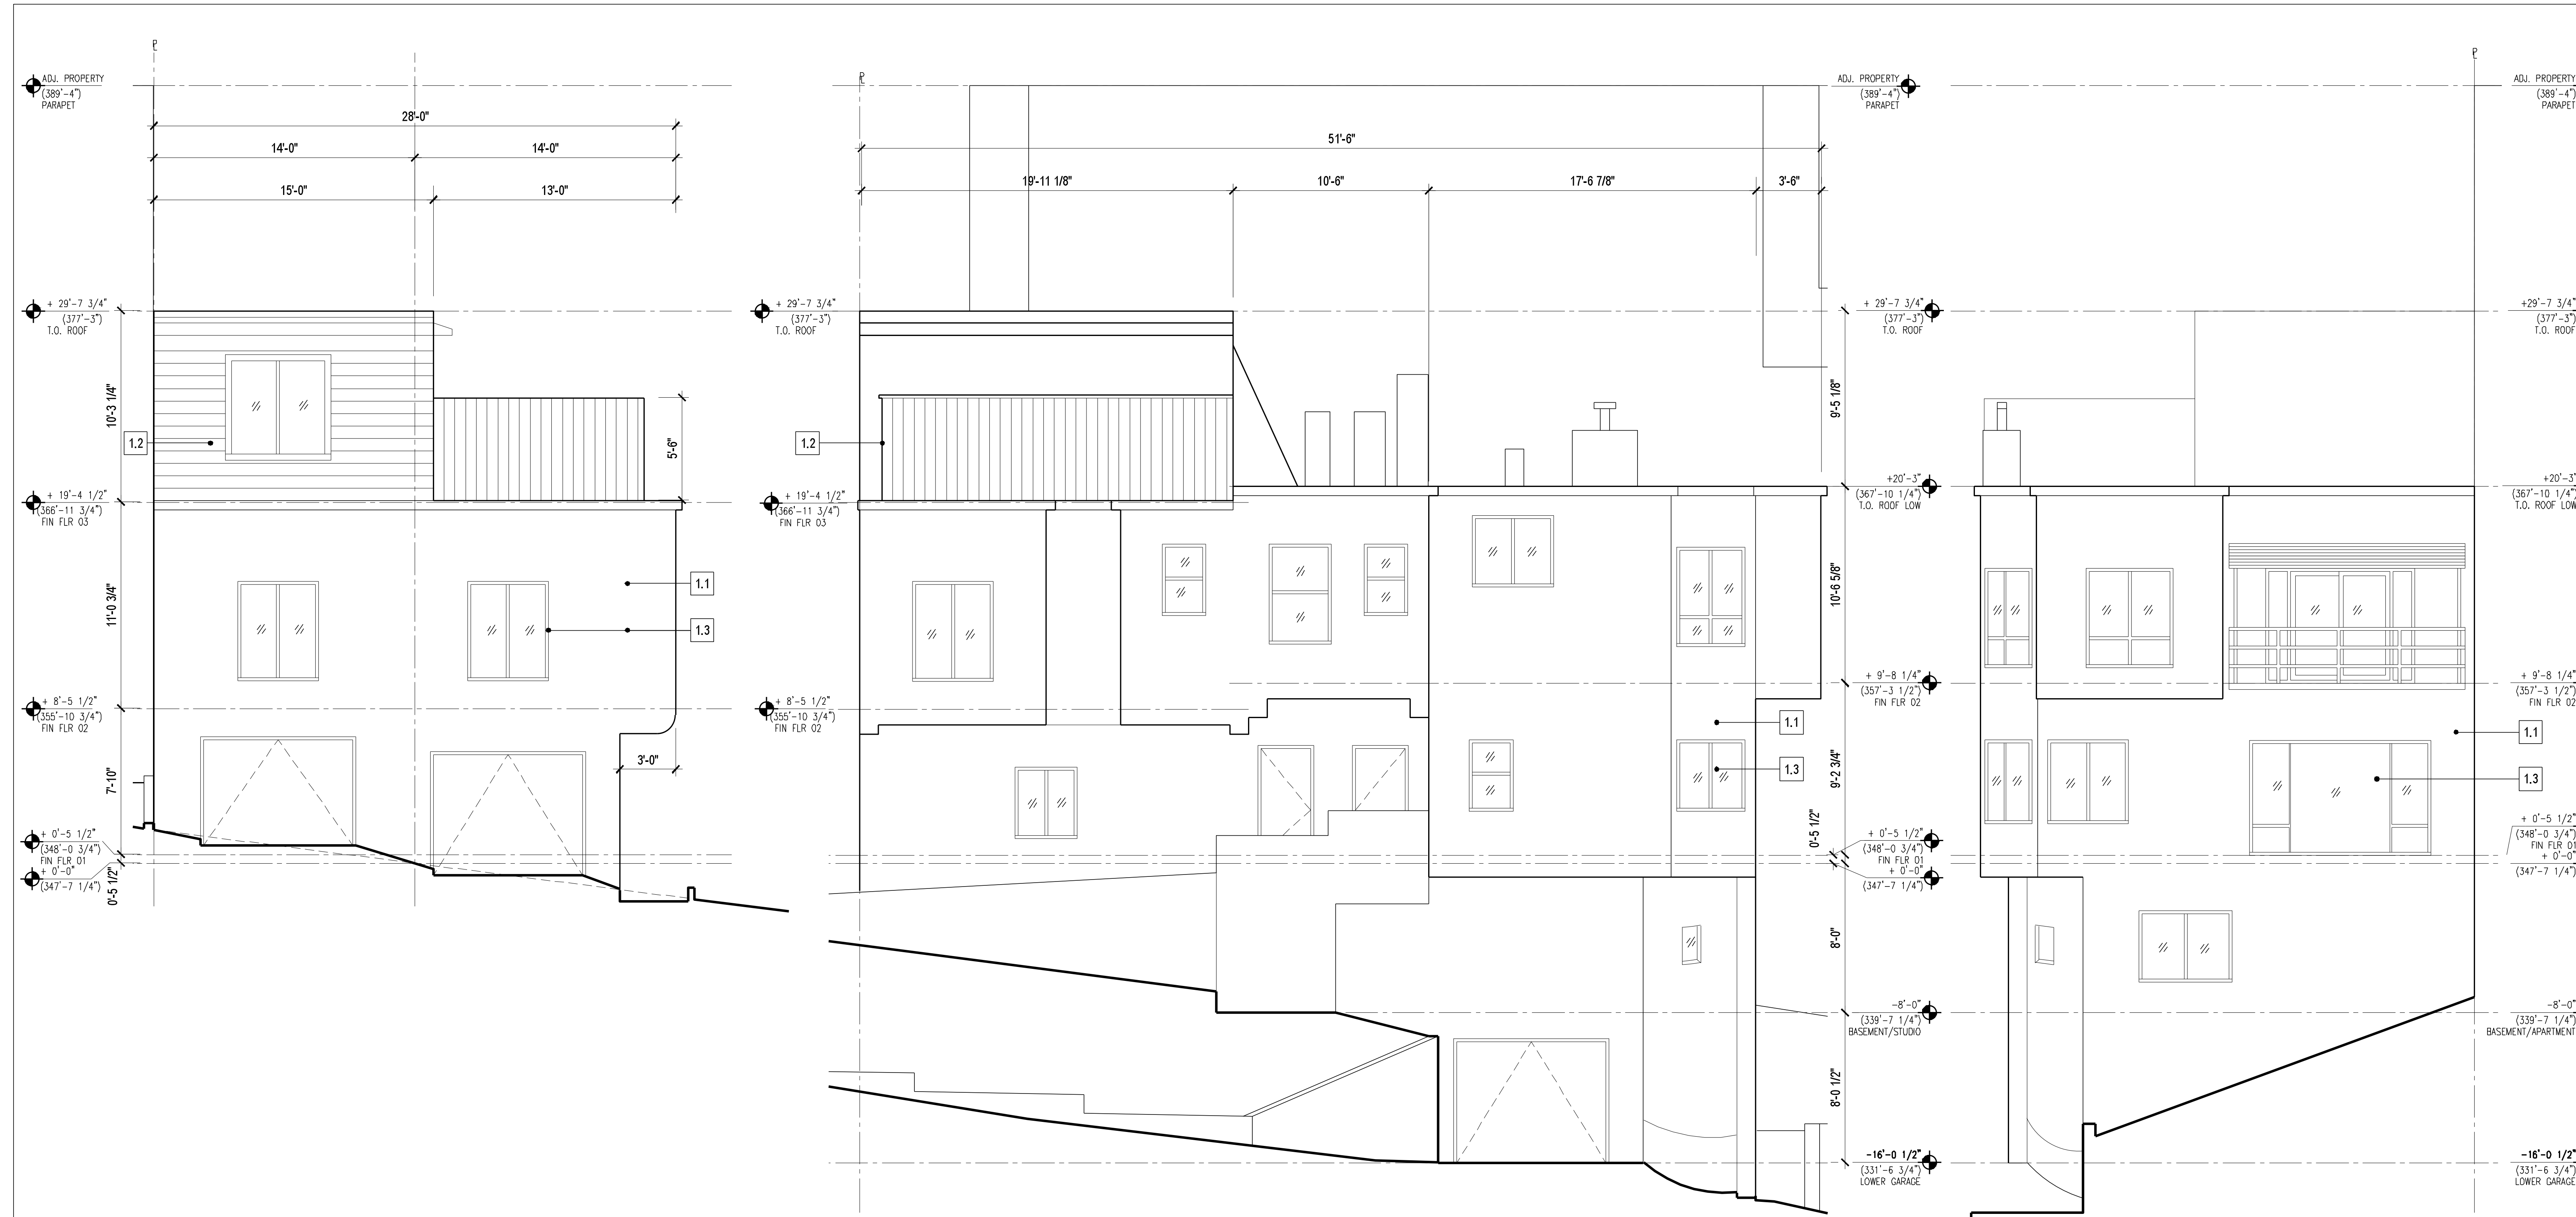 PL
ADJ. PROPERTY
(389'-4")
PARAPET
28'-0"
14'-0"
14'-0"
15'-0"
13'-0"
+ 29'-7 3/4"
(377'-3")
T.O. ROOF
10'-3 1/4"
1.2
5'-6"
+ 19'-4 1/2"
(366'-11 3/4")
FIN FLR 03
11'-0 3/4"
1.1
1.3
+ 8'-5 1/2"
(355'-10 3/4")
FIN FLR 02
7'-10"
3'-0"
+ 0'-5 1/2"
(348'-0 3/4")
FIN FLR 01
+ 0'-0"
(347'-7 1/4")
0'-5 1/2"
PL
51'-6"
19'-11 1/8"
10'-6"
17'-6 7/8"
3'-6"
+ 29'-7 3/4"
(377'-3")
T.O. ROOF
1.2
+ 19'-4 1/2"
(366'-11 3/4")
FIN FLR 03
+ 8'-5 1/2"
(355'-10 3/4")
FIN FLR 02
1.1
1.3
ADJ. PROPERTY
(389'-4")
PARAPET
+ 29'-7 3/4"
(377'-3")
T.O. ROOF
9'-5 1/8"
+20'-3"
(367'-10 1/4")
T.O. ROOF LOW
10'-6 5/8"
+ 9'-8 1/4"
(357'-3 1/2")
FIN FLR 02
9'-2 3/4"
0'-5 1/2"
+ 0'-5 1/2"
(348'-0 3/4")
FIN FLR 01
+ 0'-0"
(347'-7 1/4")
8'-0"
-8'-0"
(339'-7 1/4")
BASEMENT/STUDIO
8'-0 1/2"
-16'-0 1/2"
(331'-6 3/4")
LOWER GARAGE
PL
ADJ. PROPERTY
(389'-4")
PARAPET
+29'-7 3/4"
(377'-3")
T.O. ROOF
+20'-3"
(367'-10 1/4")
T.O. ROOF LOW
+ 9'-8 1/4"
(357'-3 1/2")
FIN FLR 02
1.1
1.3
+ 0'-5 1/2"
(348'-0 3/4")
FIN FLR 01
+ 0'-0"
(347'-7 1/4")
-8'-0"
(339'-7 1/4")
BASEMENT/APARTMENT
-16'-0 1/2"
(331'-6 3/4")
LOWER GARAGE